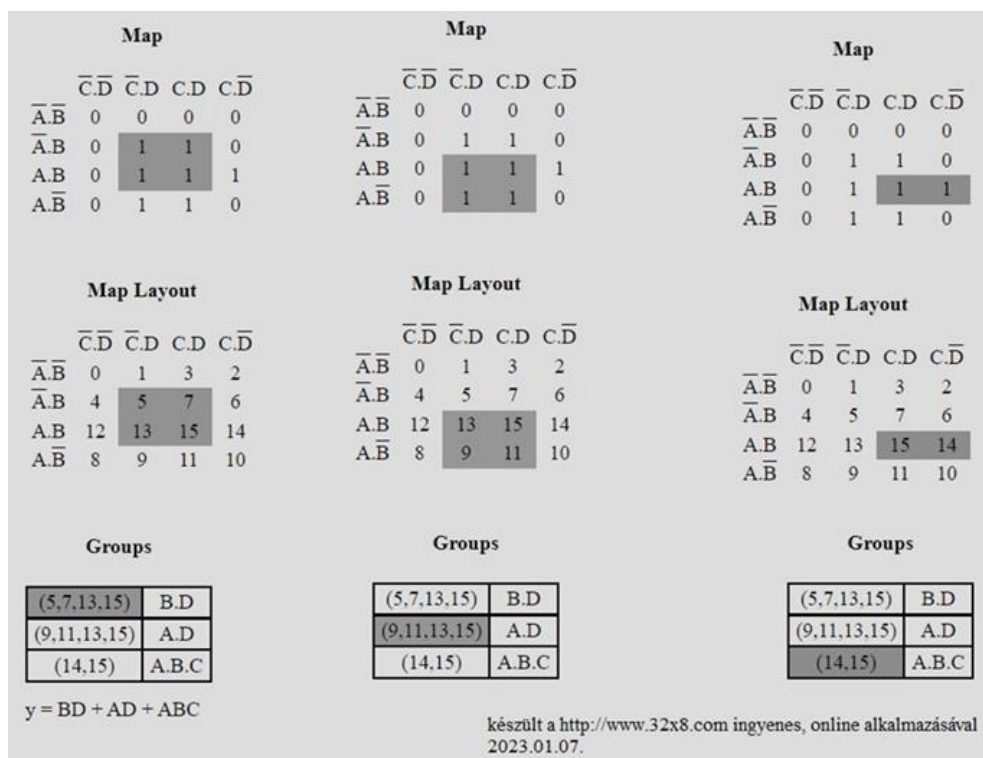 Map
C̅.D̅ C̅.D C.D C.D̅
A̅.B̅ 0 0 0 0
A̅.B 0 1 1 0
A.B 0 1 1 1
A.B̅ 0 1 1 0
Map Layout
C̅.D̅ C̅.D C.D C.D̅
A̅.B̅ 0 1 3 2
A̅.B 4 5 7 6
A.B 12 13 15 14
A.B̅ 8 9 11 10
Groups
(5,7,13,15) B.D
(9,11,13,15) A.D
(14,15) A.B.C
y = BD + AD + ABC
Map
C̅.D̅ C̅.D C.D C.D̅
A̅.B̅ 0 0 0 0
A̅.B 0 1 1 0
A.B 0 1 1 1
A.B̅ 0 1 1 0
Map Layout
C̅.D̅ C̅.D C.D C.D̅
A̅.B̅ 0 1 3 2
A̅.B 4 5 7 6
A.B 12 13 15 14
A.B̅ 8 9 11 10
Groups
(5,7,13,15) B.D
(9,11,13,15) A.D
(14,15) A.B.C
Map
C̅.D̅ C̅.D C.D C.D̅
A̅.B̅ 0 0 0 0
A̅.B 0 1 1 0
A.B 0 1 1 1
A.B̅ 0 1 1 0
Map Layout
C̅.D̅ C̅.D C.D C.D̅
A̅.B̅ 0 1 3 2
A̅.B 4 5 7 6
A.B 12 13 15 14
A.B̅ 8 9 11 10
Groups
(5,7,13,15) B.D
(9,11,13,15) A.D
(14,15) A.B.C
készült a http://www.32x8.com ingyenes, online alkalmazásával
2023.01.07.